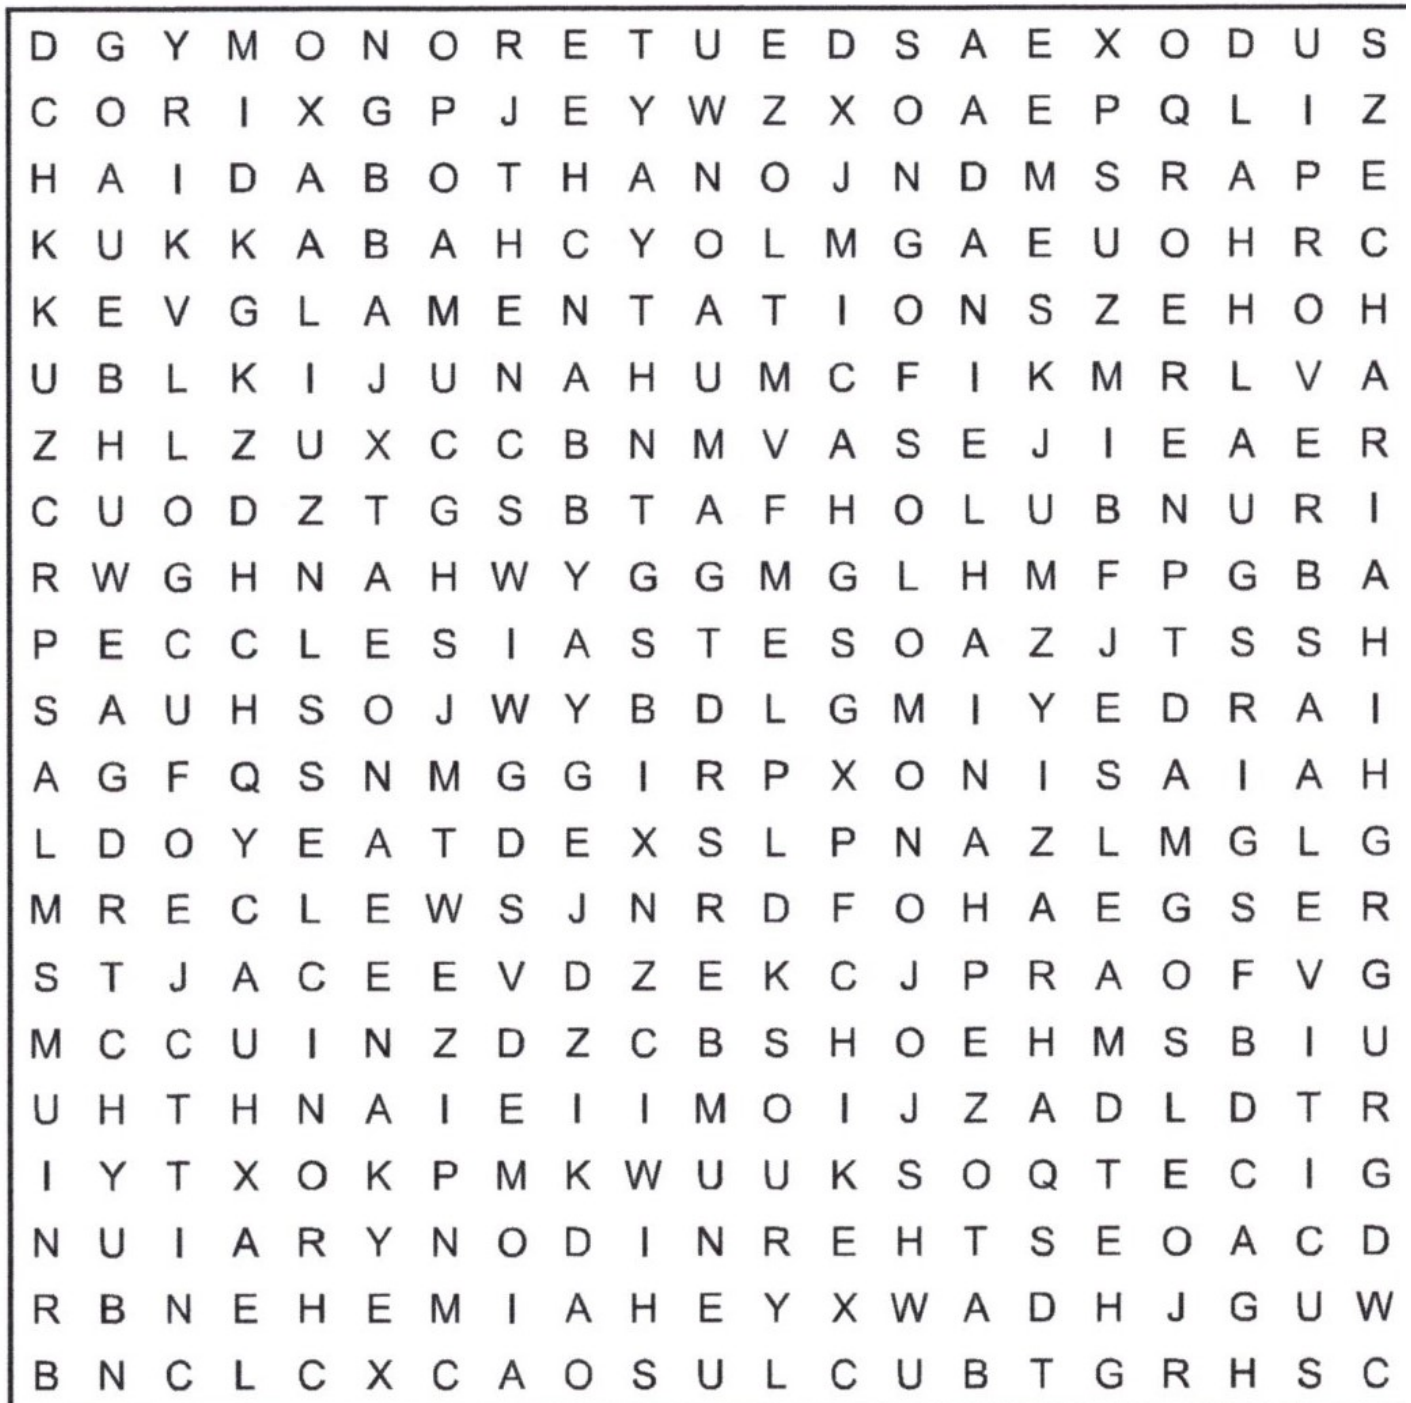 D G Y M O N O R E T U E D S A E X O D U S
C O R I X G P J E Y W Z X O A E P Q L I Z
H A I D A B O T H A N O J N D M S R A P E
K U K K A B A H C Y O L M G A E U O H R C
K E V G L A M E N T A T I O N S Z E H O H
U B L K I J U N A H U M C F I K M R L V A
Z H L Z U X C C B N M V A S E J I E A E R
C U O D Z T G S B T A F H O L U B N U R I
R W G H N A H W Y G G M G L H M F P G B A
P E C C L E S I A S T E S O A Z J T S S H
S A U H S O J W Y B D L G M I Y E D R A I
A G F Q S N M G G I R P X O N I S A I A H
L D O Y E A T D E X S L P N A Z L M G L G
M R E C L E W S J N R D F O H A E G S E R
S T J A C E E V D Z E K C J P R A O F V G
M C C U I N Z D Z C B S H O E H M S B I U
U H T H N A I E I I M O I J Z A D L D T R
I Y T X O K P M K W U U K S O Q T E C I G
N U I A R Y N O D I N R E H T S E O A C D
R B N E H E M I A H E Y X W A D H J G U W
B N C L C X C A O S U L C U B T G R H S C